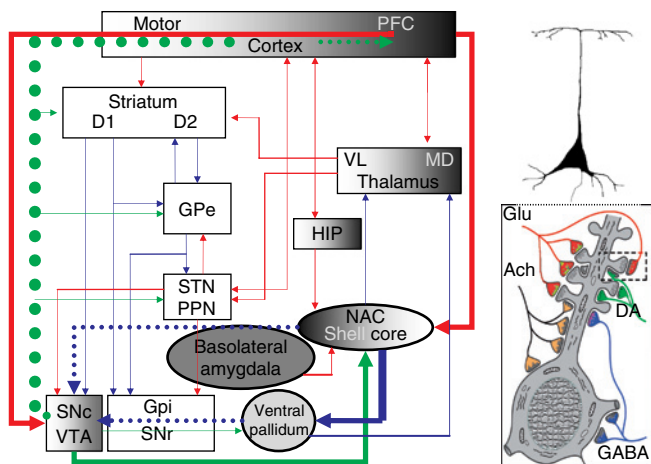 Motor PFC
Cortex
Striatum
D1 D2
GPe
VL MD
Thalamus
HIP
STN
PPN
NAC
Shell core
Basolateral
amygdala
SNc
VTA
Gpi
SNr
Ventral
pallidum
Glu
Ach
DA
GABA